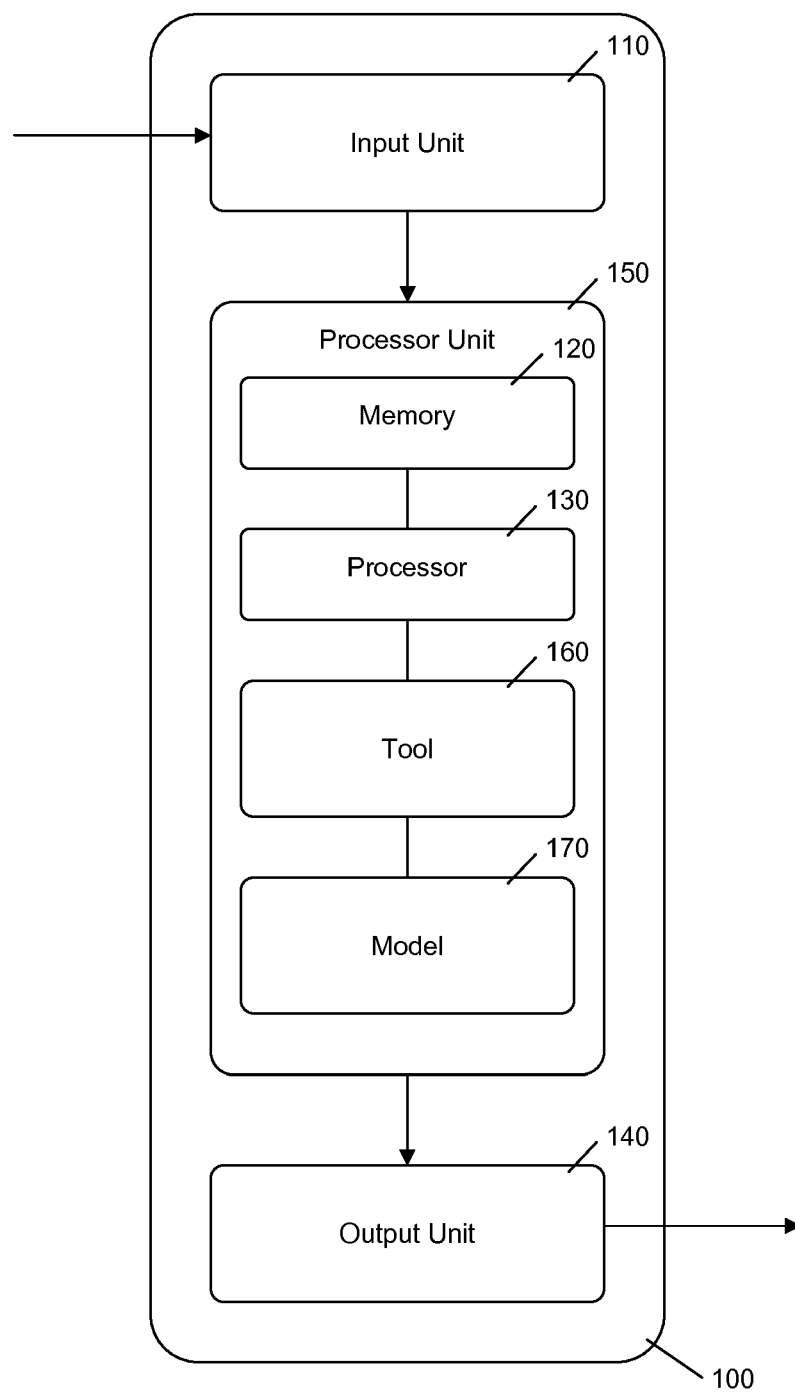 110
Input Unit
150
Processor Unit
120
Memory
130
Processor
160
Tool
170
Model
140
Output Unit
100